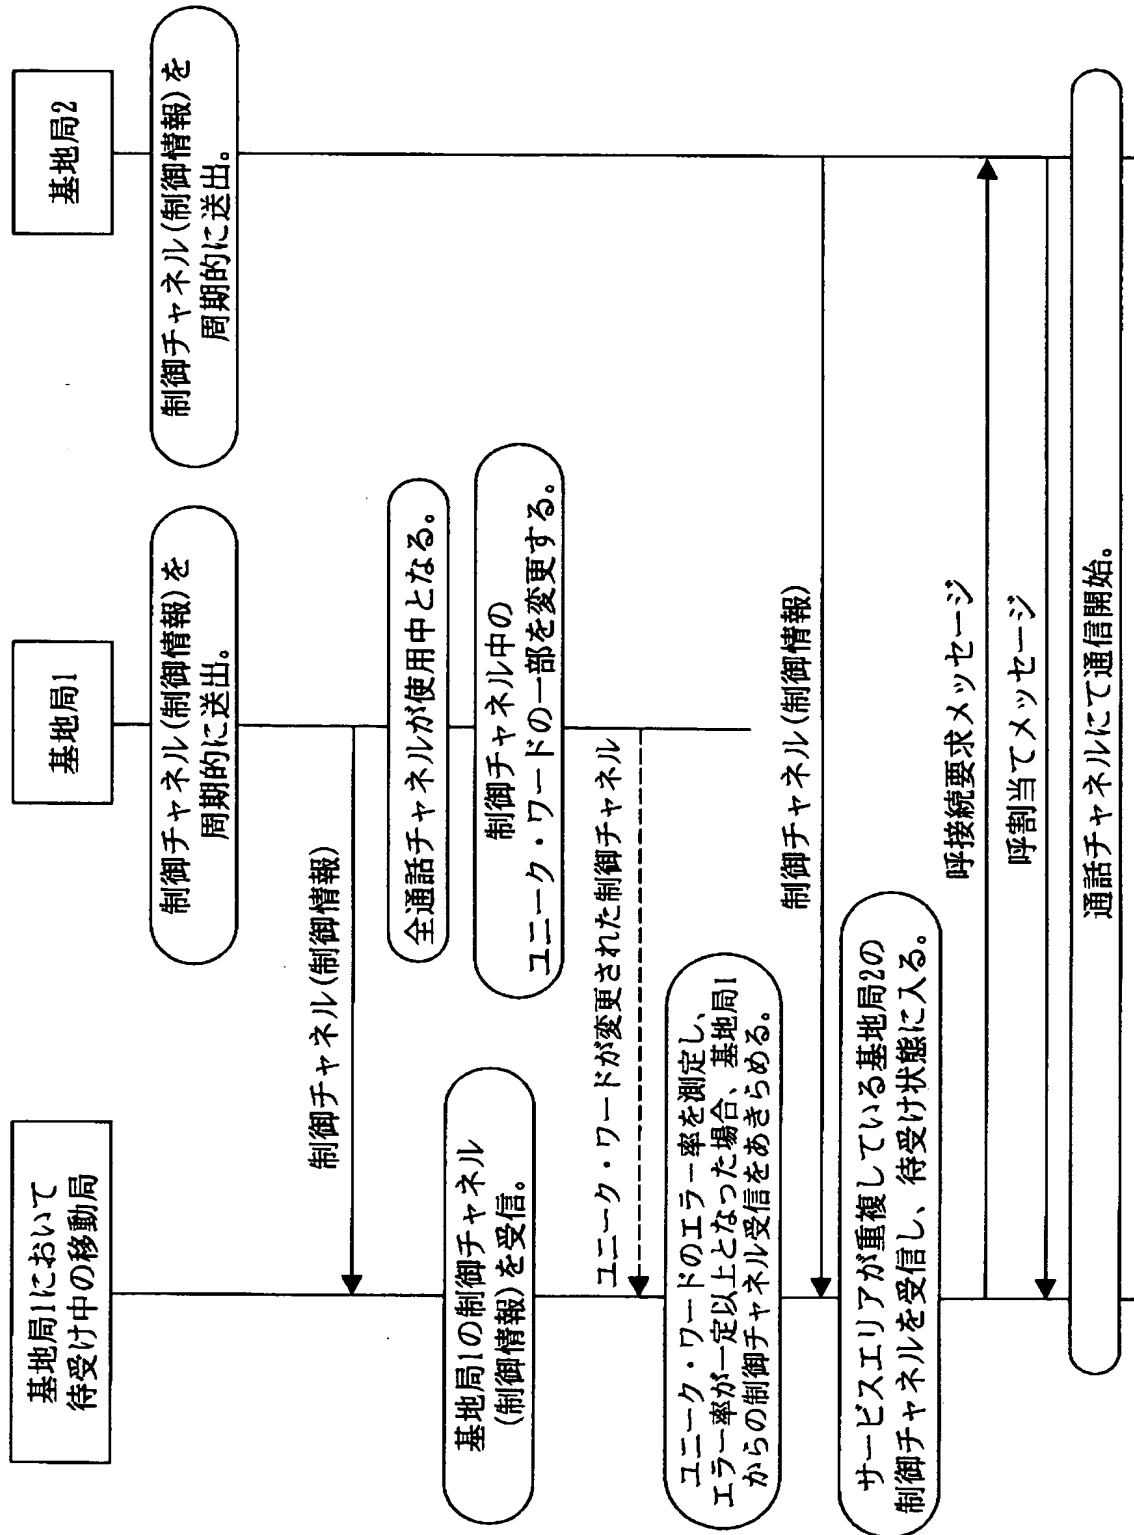 基地局1において
待受け中の移動局
基地局1
基地局2
制御チャネル(制御情報)を
周期的に送出。
制御チャネル(制御情報)を
周期的に送出。
制御チャネル(制御情報)
全通話チャネルが使用中となる。
基地局1の制御チャネル
(制御情報)を受信。
制御チャネル中の
ユニーク・ワードの一部を変更する。
ユニーク・ワードが変更された制御チャネル
ユニーク・ワードのエラー率を測定し、
エラー率が一定以上となった場合、基地局1
からの制御チャネル受信をあきらめる。
制御チャネル(制御情報)
サービスエリアが重複している基地局2の
制御チャネルを受信し、待受け状態に入る。
呼接続要求メッセージ
呼割当てメッセージ
通話チャネルにて通信開始。